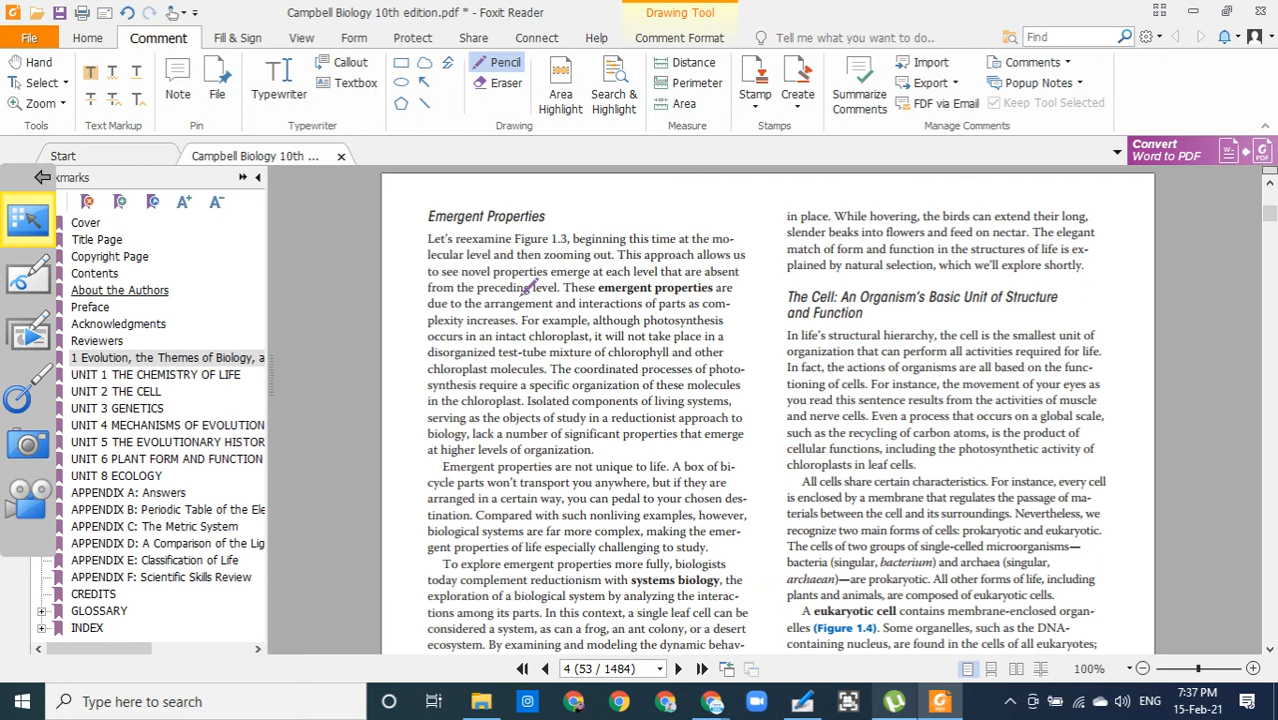 Campbell Biology 10th edition.pdf * - Foxit Reader
Drawing Tool
File
Home
Comment
Fill & Sign
View
Form
Protect
Share
Connect
Help
Comment Format
Tell me what you want to do..
Find
Hand
Select
Zoom
Tools
T T T
T T T
Text Markup
Note
File
Pin
Typewriter
Callout
Textbox
Typewriter
Pencil
Eraser
Drawing
Area
Highlight
Search &
Highlight
Distance
Perimeter
Area
Measure
Stamp
Create
Stamps
Summarize
Comments
Import
Export
FDF via Email
Comments
Popup Notes
Keep Tool Selected
Manage Comments
Start
Campbell Biology 10th ...
Convert
Word to PDF
kmarks
Cover
Title Page
Copyright Page
Contents
About the Authors
Preface
Acknowledgments
Reviewers
1 Evolution, the Themes of Biology, a
UNIT 1 THE CHEMISTRY OF LIFE
UNIT 2 THE CELL
UNIT 3 GENETICS
UNIT 4 MECHANISMS OF EVOLUTION
UNIT 5 THE EVOLUTIONARY HISTOR
UNIT 6 PLANT FORM AND FUNCTION
UNIT 8 ECOLOGY
APPENDIX A: Answers
APPENDIX B: Periodic Table of the Ele
APPENDIX C: The Metric System
APPENDIX D: A Comparison of the Lig
APPENDIX E: Classification of Life
APPENDIX F: Scientific Skills Review
CREDITS
GLOSSARY
INDEX
Emergent Properties
Let's reexamine Figure 1.3, beginning this time at the mo-
lecular level and then zooming out. This approach allows us
to see novel properties emerge at each level that are absent
from the preceding level. These emergent properties are
due to the arrangement and interactions of parts as com-
plexity increases. For example, although photosynthesis
occurs in an intact chloroplast, it will not take place in a
disorganized test-tube mixture of chlorophyll and other
chloroplast molecules. The coordinated processes of photo-
synthesis require a specific organization of these molecules
in the chloroplast. Isolated components of living systems,
serving as the objects of study in a reductionist approach to
biology, lack a number of significant properties that emerge
at higher levels of organization.
Emergent properties are not unique to life. A box of bi-
cycle parts won't transport you anywhere, but if they are
arranged in a certain way, you can pedal to your chosen des-
tination. Compared with such nonliving examples, however,
biological systems are far more complex, making the emer-
gent properties of life especially challenging to study.
To explore emergent properties more fully, biologists
today complement reductionism with systems biology, the
exploration of a biological system by analyzing the interac-
tions among its parts. In this context, a single leaf cell can be
considered a system, as can a frog, an ant colony, or a desert
ecosystem. By examining and modeling the dynamic behav-
in place. While hovering, the birds can extend their long,
slender beaks into flowers and feed on nectar. The elegant
match of form and function in the structures of life is ex-
plained by natural selection, which we'll explore shortly.
The Cell: An Organism's Basic Unit of Structure
and Function
In life's structural hierarchy, the cell is the smallest unit of
organization that can perform all activities required for life.
In fact, the actions of organisms are all based on the func-
tioning of cells. For instance, the movement of your eyes as
you read this sentence results from the activities of muscle
and nerve cells. Even a process that occurs on a global scale,
such as the recycling of carbon atoms, is the product of
cellular functions, including the photosynthetic activity of
chloroplasts in leaf cells.
All cells share certain characteristics. For instance, every cell
is enclosed by a membrane that regulates the passage of ma-
terials between the cell and its surroundings. Nevertheless, we
recognize two main forms of cells: prokaryotic and eukaryotic.
The cells of two groups of single-celled microorganisms—
bacteria (singular, bacterium) and archaea (singular,
archaean)—are prokaryotic. All other forms of life, including
plants and animals, are composed of eukaryotic cells.
A eukaryotic cell contains membrane-enclosed organ-
elles (Figure 1.4). Some organelles, such as the DNA-
containing nucleus, are found in the cells of all eukaryotes;
4 (53 / 1484)
100%
Type here to search
ENG
7:37 PM
15-Feb-21